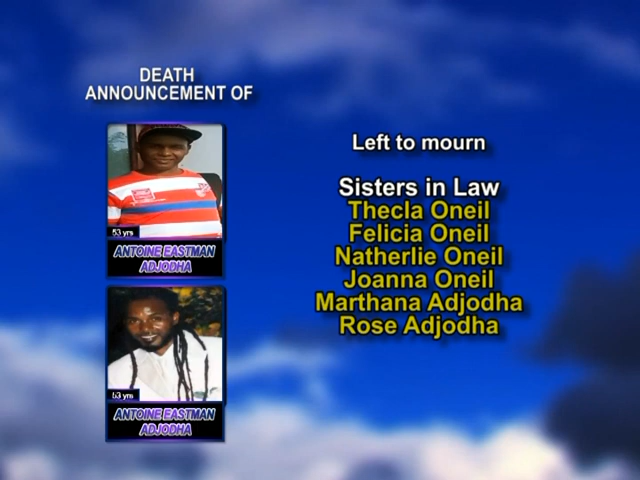 DEATH
ANNOUNCEMENT OF
53 yrs
ANTOINE EASTMAN
ADJODHA
53 yrs
ANTOINE EASTMAN
ADJODHA
Left to mourn
Sisters in Law
Thecla Oneil
Felicia Oneil
Natherlie Oneil
Joanna Oneil
Marthana Adjodha
Rose Adjodha